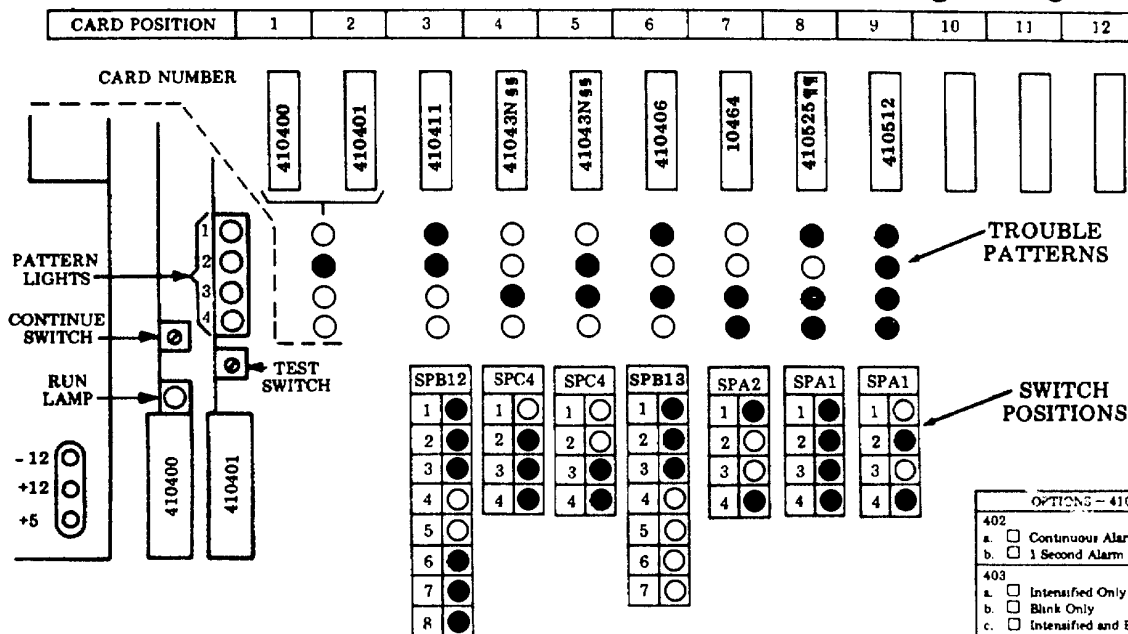 CARD POSITION 1 2 3 4 5 6 7 8 9 10 11 12
CARD NUMBER
410400
410401
410411
41043N §§
41043N §§
410406
10464
410525 ¶¶
410512
TROUBLE
PATTERNS
PATTERN
LIGHTS
1
2
3
4
CONTINUE
SWITCH
TEST
SWITCH
RUN
LAMP
SPB12 SPC4 SPC4 SPB13 SPA2 SPA1 SPA1
SWITCH
POSITIONS
1 1 1 1 1 1 1
2 2 2 2 2 2 2
3 3 3 3 3 3 3
4 4 4 4 4 4 4
5 5
6 6
7 7
8
- 12
+12
+5
410400
410401
OPTIONS - 410
402
a. Continuous Alar
b. 1 Second Alarm
403
a. Intensified Only
b. Blink Only
c. Intensified and B